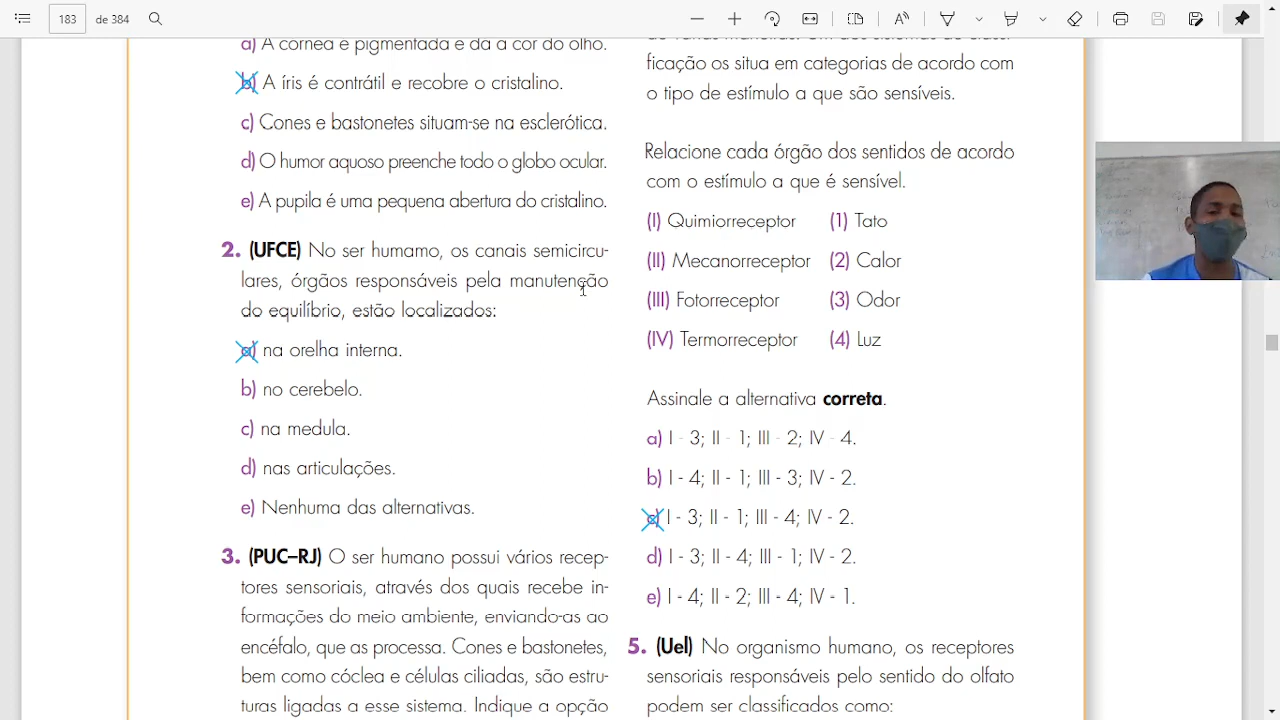 183
de 384
a) A córnea é pigmentada e dá a cor do olho.
b) A íris é contrátil e recobre o cristalino.
c) Cones e bastonetes situam-se na esclerótica.
d) O humor aquoso preenche todo o globo ocular.
e) A pupila é uma pequena abertura do cristalino.
2. (UFCE) No ser humamo, os canais semicircu-
lares, órgãos responsáveis pela manutenção
do equilíbrio, estão localizados:
a) na orelha interna.
b) no cerebelo.
c) na medula.
d) nas articulações.
e) Nenhuma das alternativas.
3. (PUC–RJ) O ser humano possui vários recep-
tores sensoriais, através dos quais recebe in-
formações do meio ambiente, enviando-as ao
encéfalo, que as processa. Cones e bastonetes,
bem como cóclea e células ciliadas, são estru-
turas ligadas a esse sistema. Indique a opção
de várias maneiras. Um dos sistemas de classi-
ficação os situa em categorias de acordo com
o tipo de estímulo a que são sensíveis.
Relacione cada órgão dos sentidos de acordo
com o estímulo a que é sensível.
(I) Quimiorreceptor (1) Tato
(II) Mecanorreceptor (2) Calor
(III) Fotorreceptor (3) Odor
(IV) Termorreceptor (4) Luz
Assinale a alternativa correta.
a) I - 3; II - 1; III - 2; IV - 4.
b) I - 4; II - 1; III - 3; IV - 2.
c) I - 3; II - 1; III - 4; IV - 2.
d) I - 3; II - 4; III - 1; IV - 2.
e) I - 4; II - 2; III - 4; IV - 1.
5. (Uel) No organismo humano, os receptores
sensoriais responsáveis pelo sentido do olfato
podem ser classificados como: